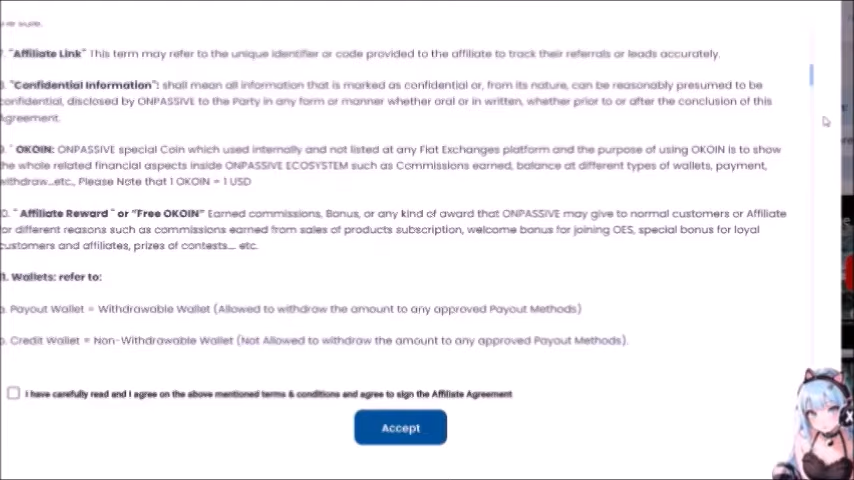 "Affiliate Link" This term may refer to the unique identifier or code provided to the affiliate to track their referrals or leads accurately.
"Confidential Information": shall mean all information that is marked as confidential or, from its nature, can be reasonably presumed to be
confidential, disclosed by ONPASSIVE to the Party in any form or manner whether oral or in written, whether prior to or after the conclusion of this
Agreement.
" OKOIN: ONPASSIVE special Coin which used internally and not listed at any Fiat Exchanges platform and the purpose of using OKOIN is to show
the whole related financial aspects inside ONPASSIVE ECOSYSTEM such as Commissions earned, balance at different types of wallets, payment,
withdraw...etc., Please Note that 1 OKOIN = 1 USD
0. " Affiliate Reward " or "Free OKOIN" Earned commissions, Bonus, or any kind of award that ONPASSIVE may give to normal customers or Affiliate
or different reasons such as commissions earned from sales of products subscription, welcome bonus for joining OES, special bonus for loyal
customers and affiliates, prizes of contests.... etc.
1. Wallets: refer to:
Payout Wallet = Withdrawable Wallet (Allowed to withdraw the amount to any approved Payout Methods)
Credit Wallet = Non-Withdrawable Wallet (Not Allowed to withdraw the amount to any approved Payout Methods).
I have carefully read and I agree on the above mentioned terms & conditions and agree to sign the Affiliate Agreement
Accept